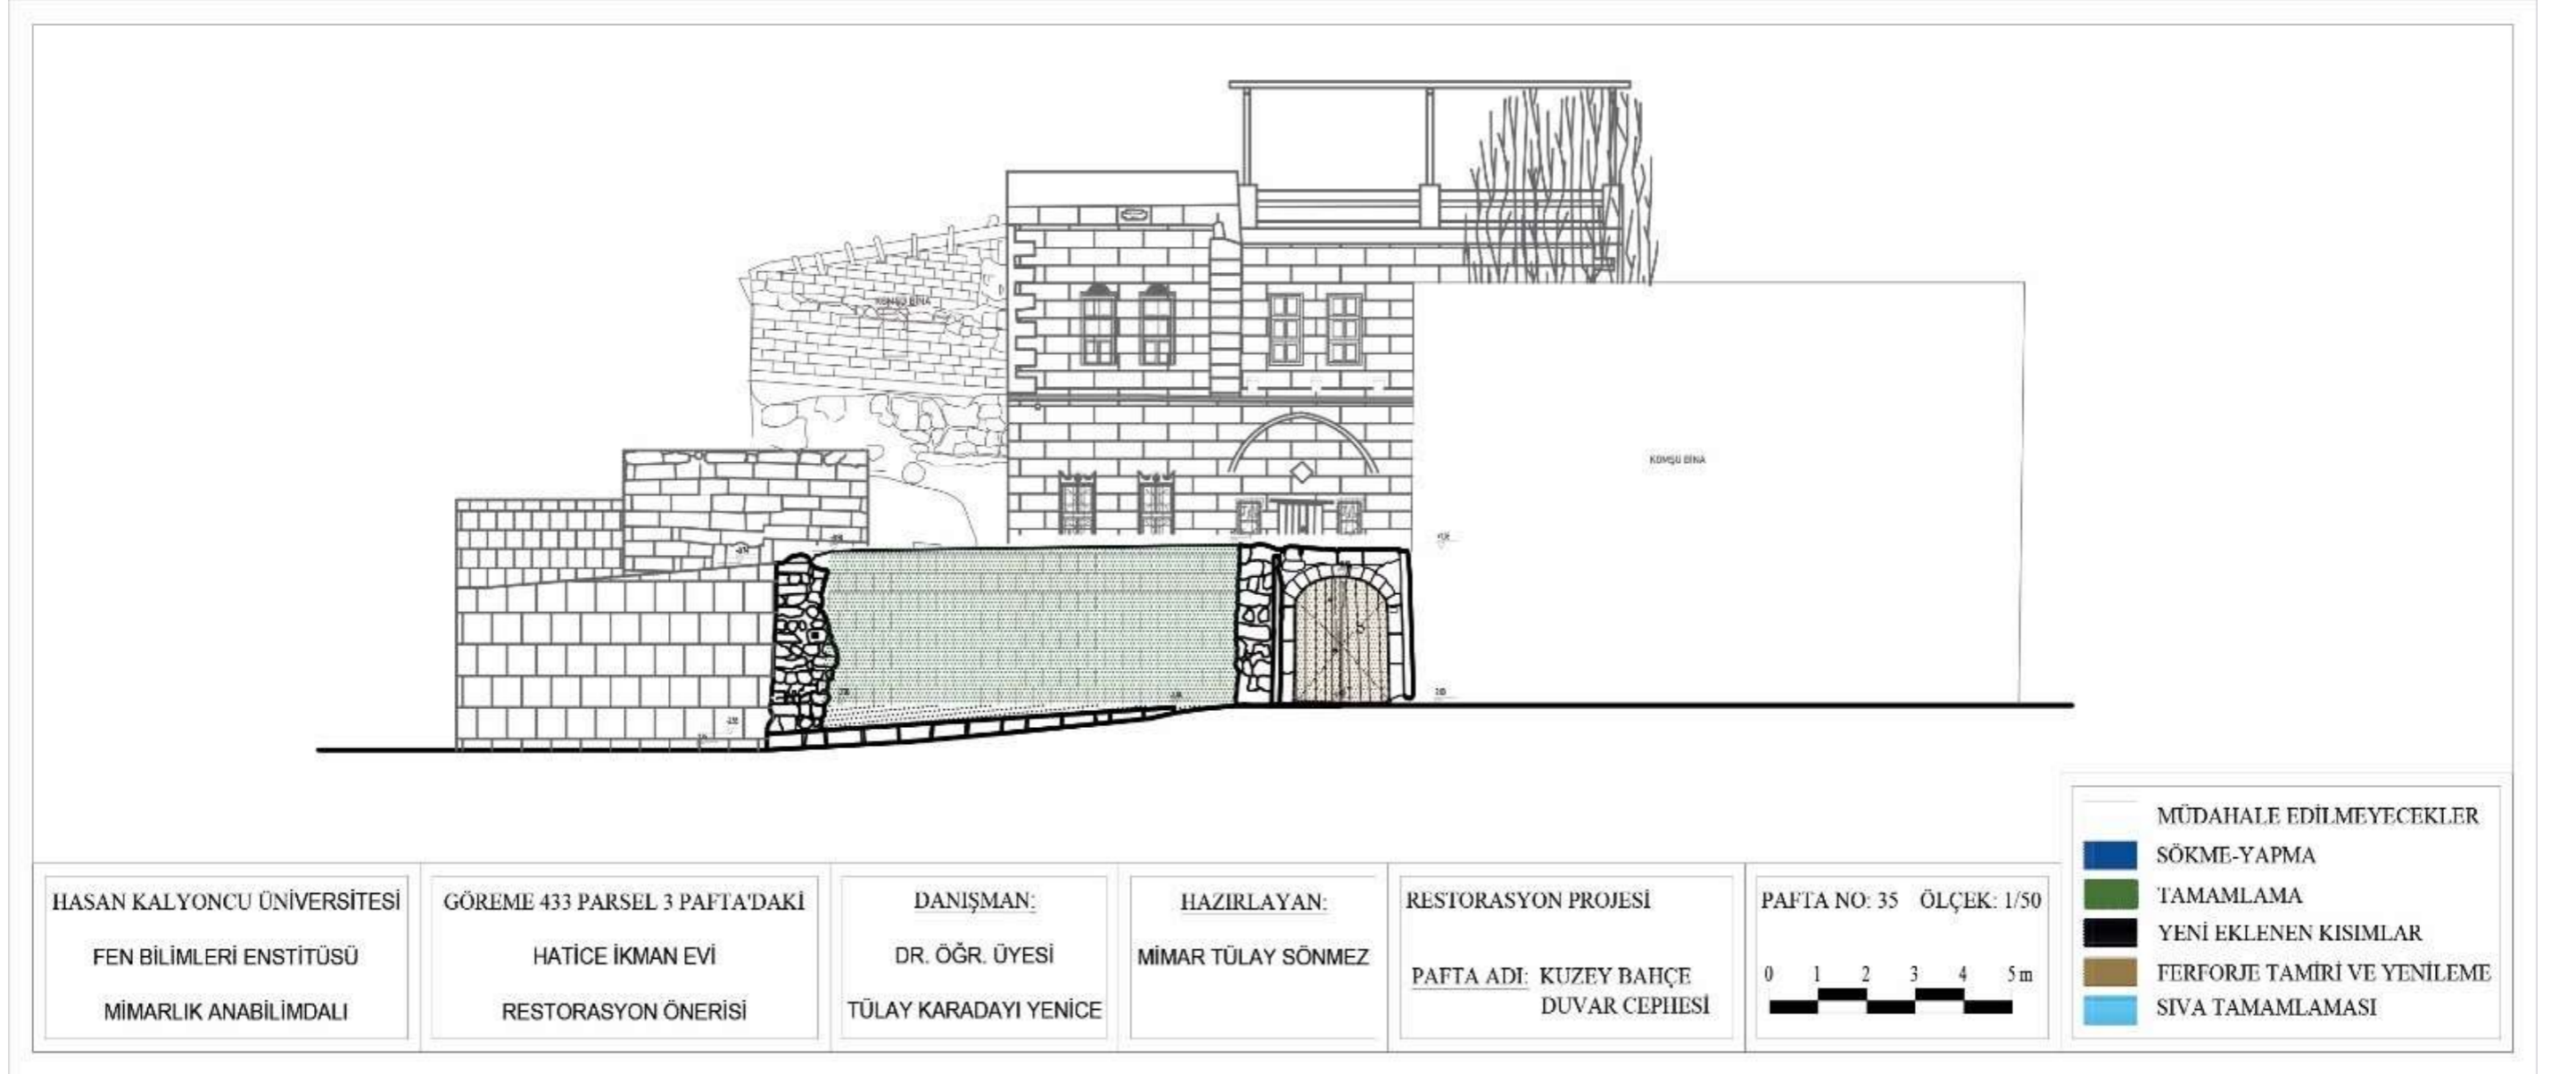 KOMŞU BİNA
KOMŞU BİNA
MÜDAHALE EDİLMEYECEKLER
SÖKME-YAPMA
TAMAMLAMA
YENİ EKLENEN KISIMLAR
FERFORJE TAMİRİ VE YENİLEME
SIVA TAMAMLAMASI
HASAN KALYONCU ÜNİVERSİTESİ
FEN BİLİMLERİ ENSTİTÜSÜ
MİMARLIK ANABİLİMDALI
GÖREME 433 PARSEL 3 PAFTA'DAKİ
HATİCE İKMAN EVİ
RESTORASYON ÖNERİSİ
DANIŞMAN:
DR. ÖĞR. ÜYESİ
TÜLAY KARADAYI YENİCE
HAZIRLAYAN:
MİMAR TÜLAY SÖNMEZ
RESTORASYON PROJESİ
PAFTA ADI: KUZEY BAHÇE
DUVAR CEPHESİ
PAFTA NO: 35 ÖLÇEK: 1/50
0 1 2 3 4 5 m